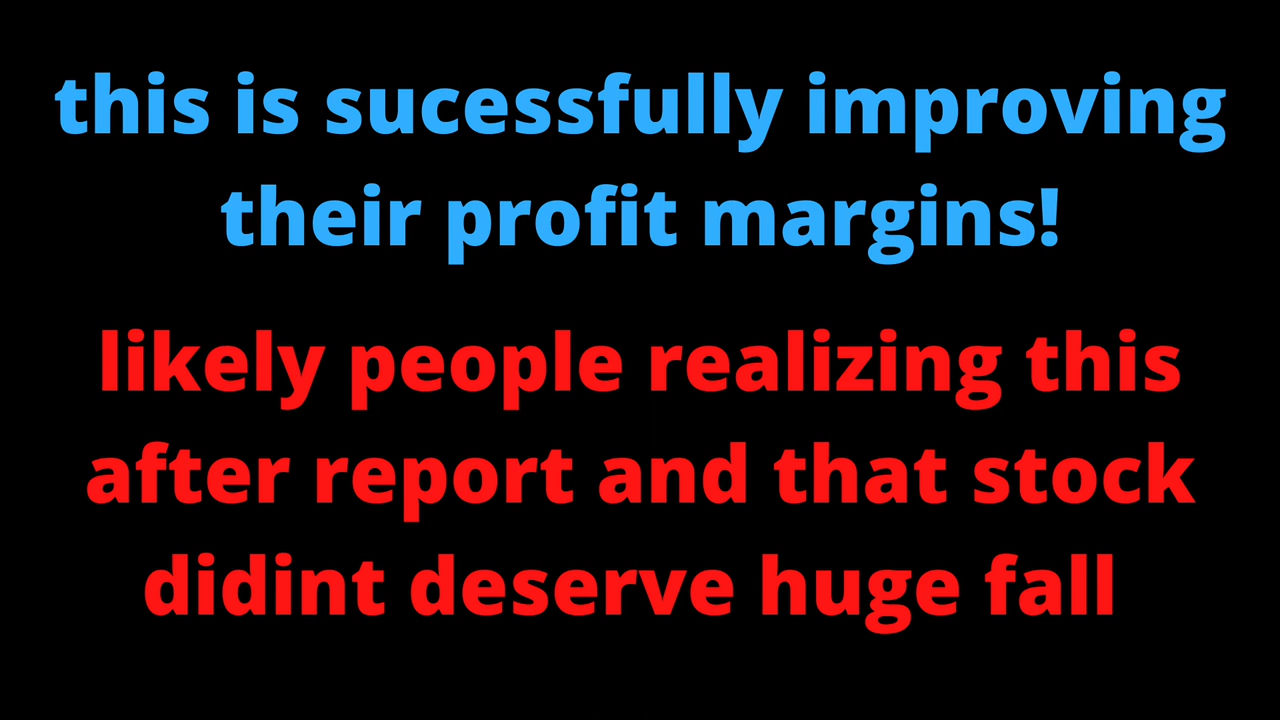 this is sucessfully improving
their profit margins!
likely people realizing this
after report and that stock
didint deserve huge fall